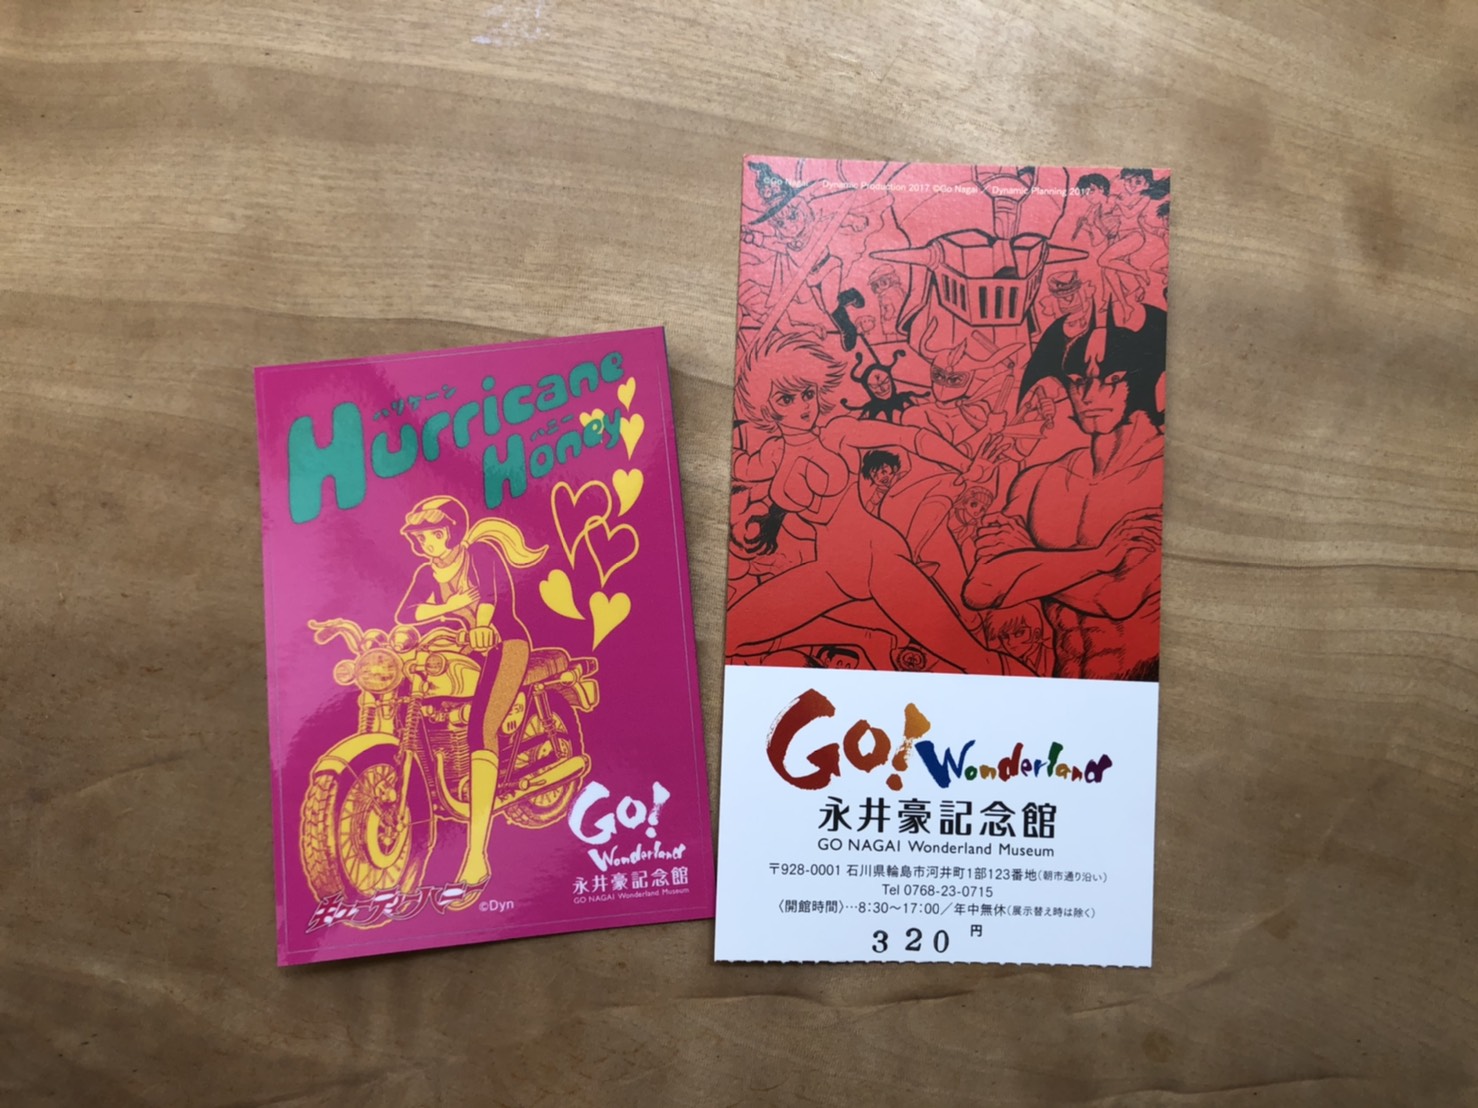 ハリケーン
Hurricane
ハニー
Honey
GO!
Wonderland
永井豪記念館
GO NAGAI Wonderland Museum
キューティーハニー
©Dyn
©Go Nagai / Dynamic Production 2017 ©Go Nagai / Dynamic Planning 2017
GO! Wonderland
永井豪記念館
GO NAGAI Wonderland Museum
〒928-0001 石川県輪島市河井町1部123番地(朝市通り沿い)
Tel 0768-23-0715
〈開館時間〉…8:30〜17:00/年中無休(展示替え時は除く)
320円